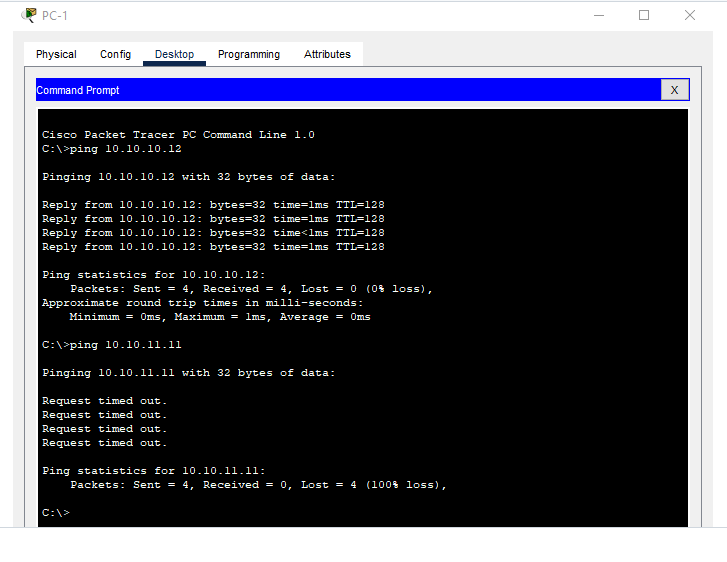 PC-1
Physical Config Desktop Programming Attributes
Command Prompt X
Cisco Packet Tracer PC Command Line 1.0
C:\>ping 10.10.10.12
Pinging 10.10.10.12 with 32 bytes of data:
Reply from 10.10.10.12: bytes=32 time=1ms TTL=128
Reply from 10.10.10.12: bytes=32 time=1ms TTL=128
Reply from 10.10.10.12: bytes=32 time<1ms TTL=128
Reply from 10.10.10.12: bytes=32 time=1ms TTL=128
Ping statistics for 10.10.10.12:
Packets: Sent = 4, Received = 4, Lost = 0 (0% loss),
Approximate round trip times in milli-seconds:
Minimum = 0ms, Maximum = 1ms, Average = 0ms
C:\>ping 10.10.11.11
Pinging 10.10.11.11 with 32 bytes of data:
Request timed out.
Request timed out.
Request timed out.
Request timed out.
Ping statistics for 10.10.11.11:
Packets: Sent = 4, Received = 0, Lost = 4 (100% loss),
C:\>